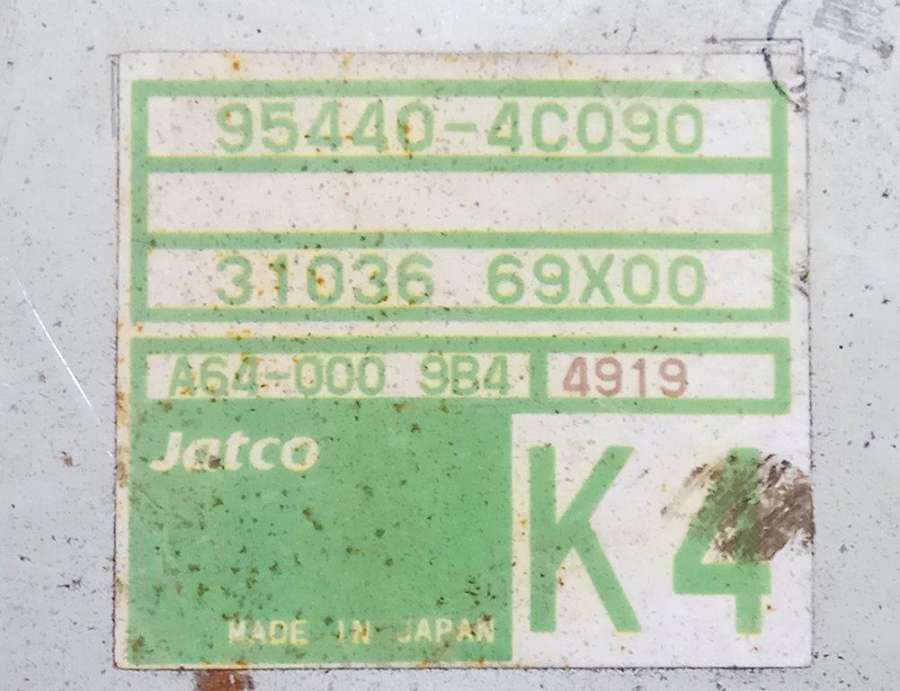 95440-4C090
31036 69X00
A64-000 9B4 4919
Jatco
K4
MADE IN JAPAN